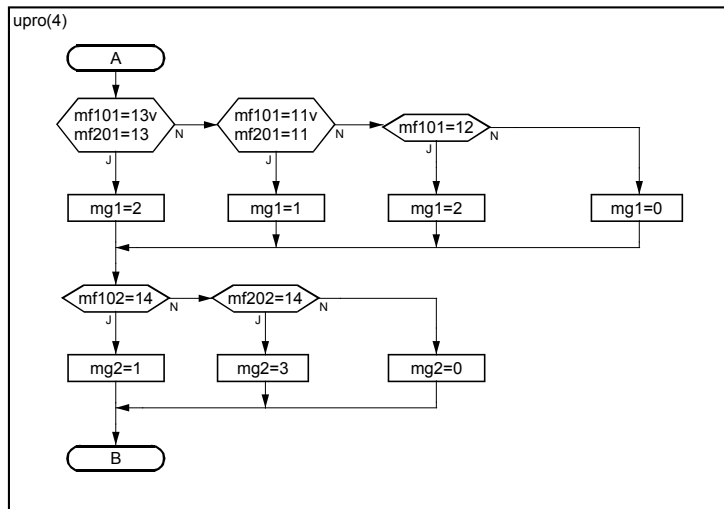 upro(4)
A
mf101=13v
mf201=13
N
J
mf101=11v
mf201=11
N
J
mf101=12
N
J
mg1=2
mg1=1
mg1=2
mg1=0
mf102=14
N
J
mf202=14
N
J
mg2=1
mg2=3
mg2=0
B